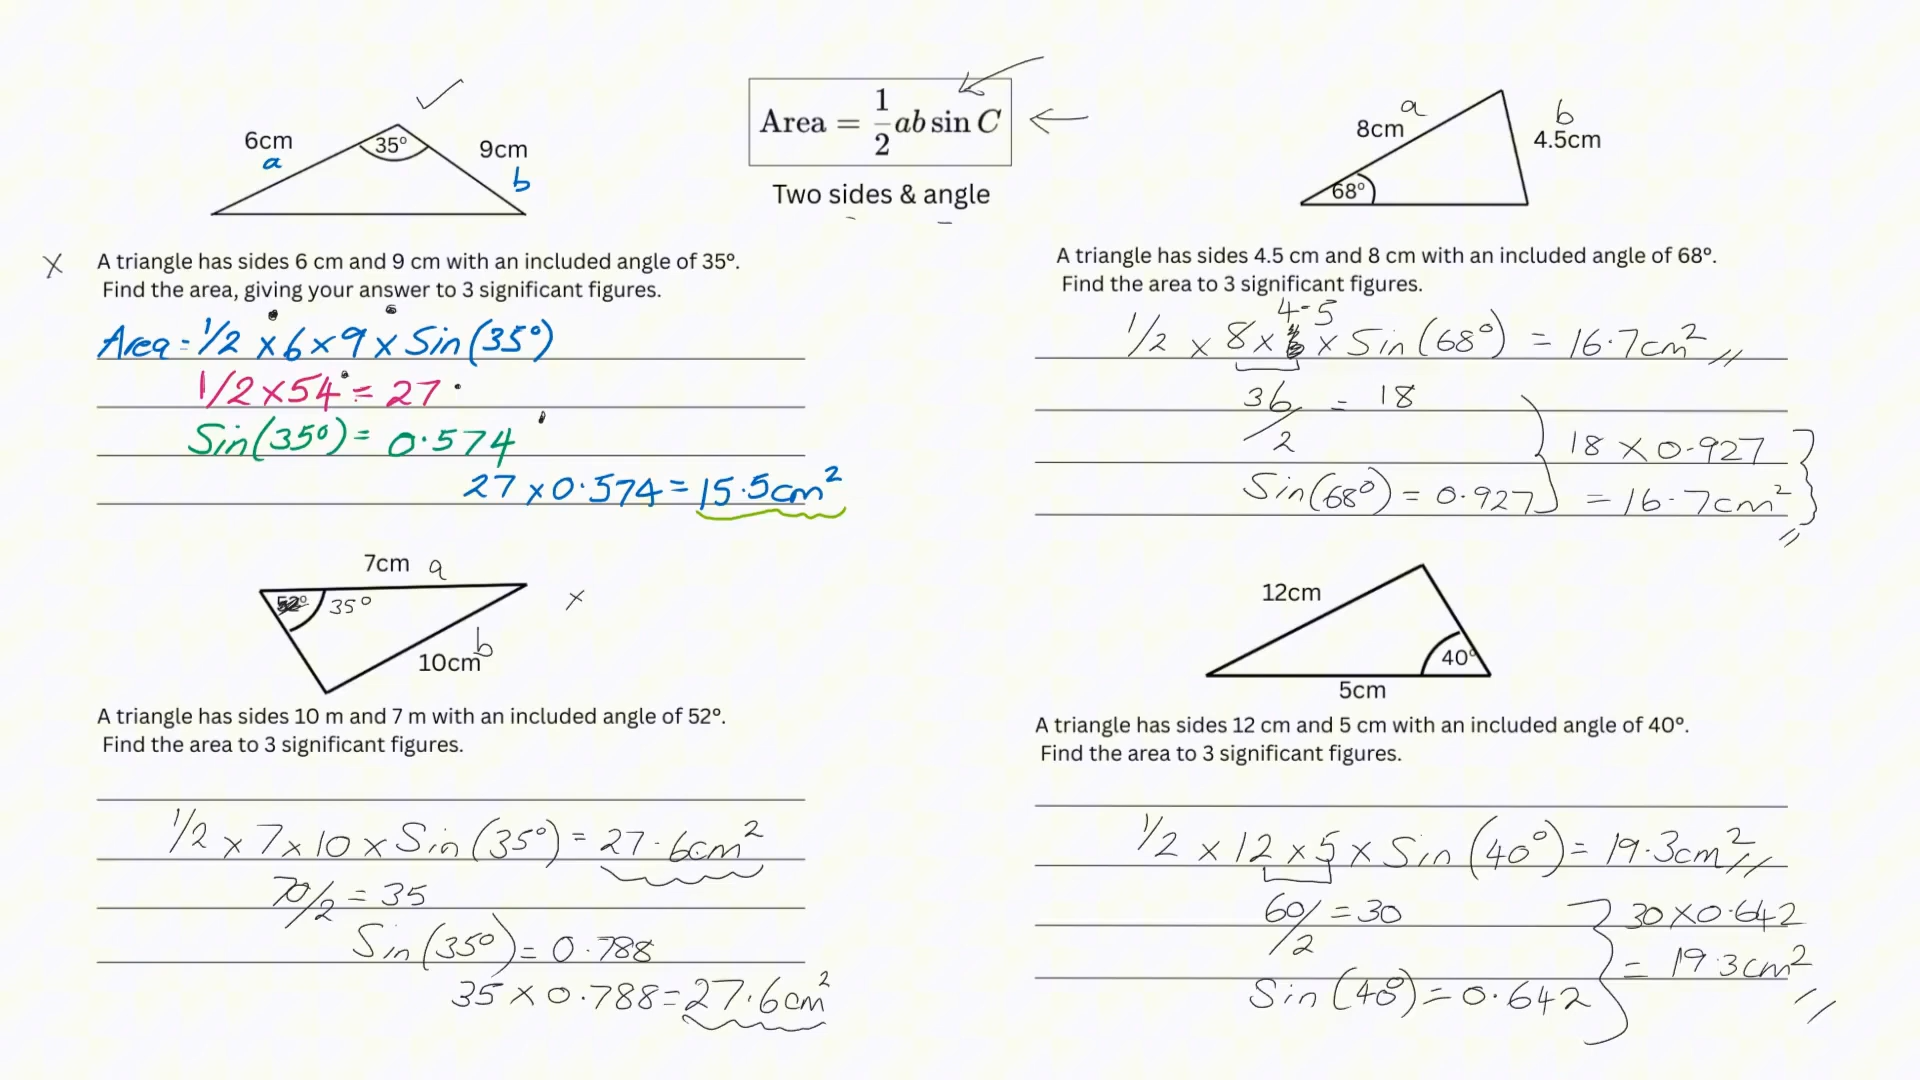 6cm
a
35°
9cm
b
Area = 1/2 ab sin C
Two sides & angle
A triangle has sides 6 cm and 9 cm with an included angle of 35º.
Find the area, giving your answer to 3 significant figures.
Area = 1/2 × 6 × 9 × Sin(35°)
1/2 × 54 = 27
Sin(35°) = 0.574
27 × 0.574 = 15.5cm²
a
8cm
b
4.5cm
68º
A triangle has sides 4.5 cm and 8 cm with an included angle of 68º.
Find the area to 3 significant figures.
4.5
1/2 × 8 × × Sin(68°) = 16.7cm²
36/2 = 18
Sin(68°) = 0.927
18 × 0.927
= 16.7cm²
7cm a
35°
b
10cm
A triangle has sides 10 m and 7 m with an included angle of 52º.
Find the area to 3 significant figures.
1/2 × 7 × 10 × Sin(35°) = 27.6cm²
70/2 = 35
Sin(35°) = 0.788
35 × 0.788 = 27.6cm²
12cm
40º
5cm
A triangle has sides 12 cm and 5 cm with an included angle of 40º.
Find the area to 3 significant figures.
1/2 × 12 × 5 × Sin(40°) = 19.3cm²
60/2 = 30
Sin(40°) = 0.642
30 × 0.642
= 19.3cm²